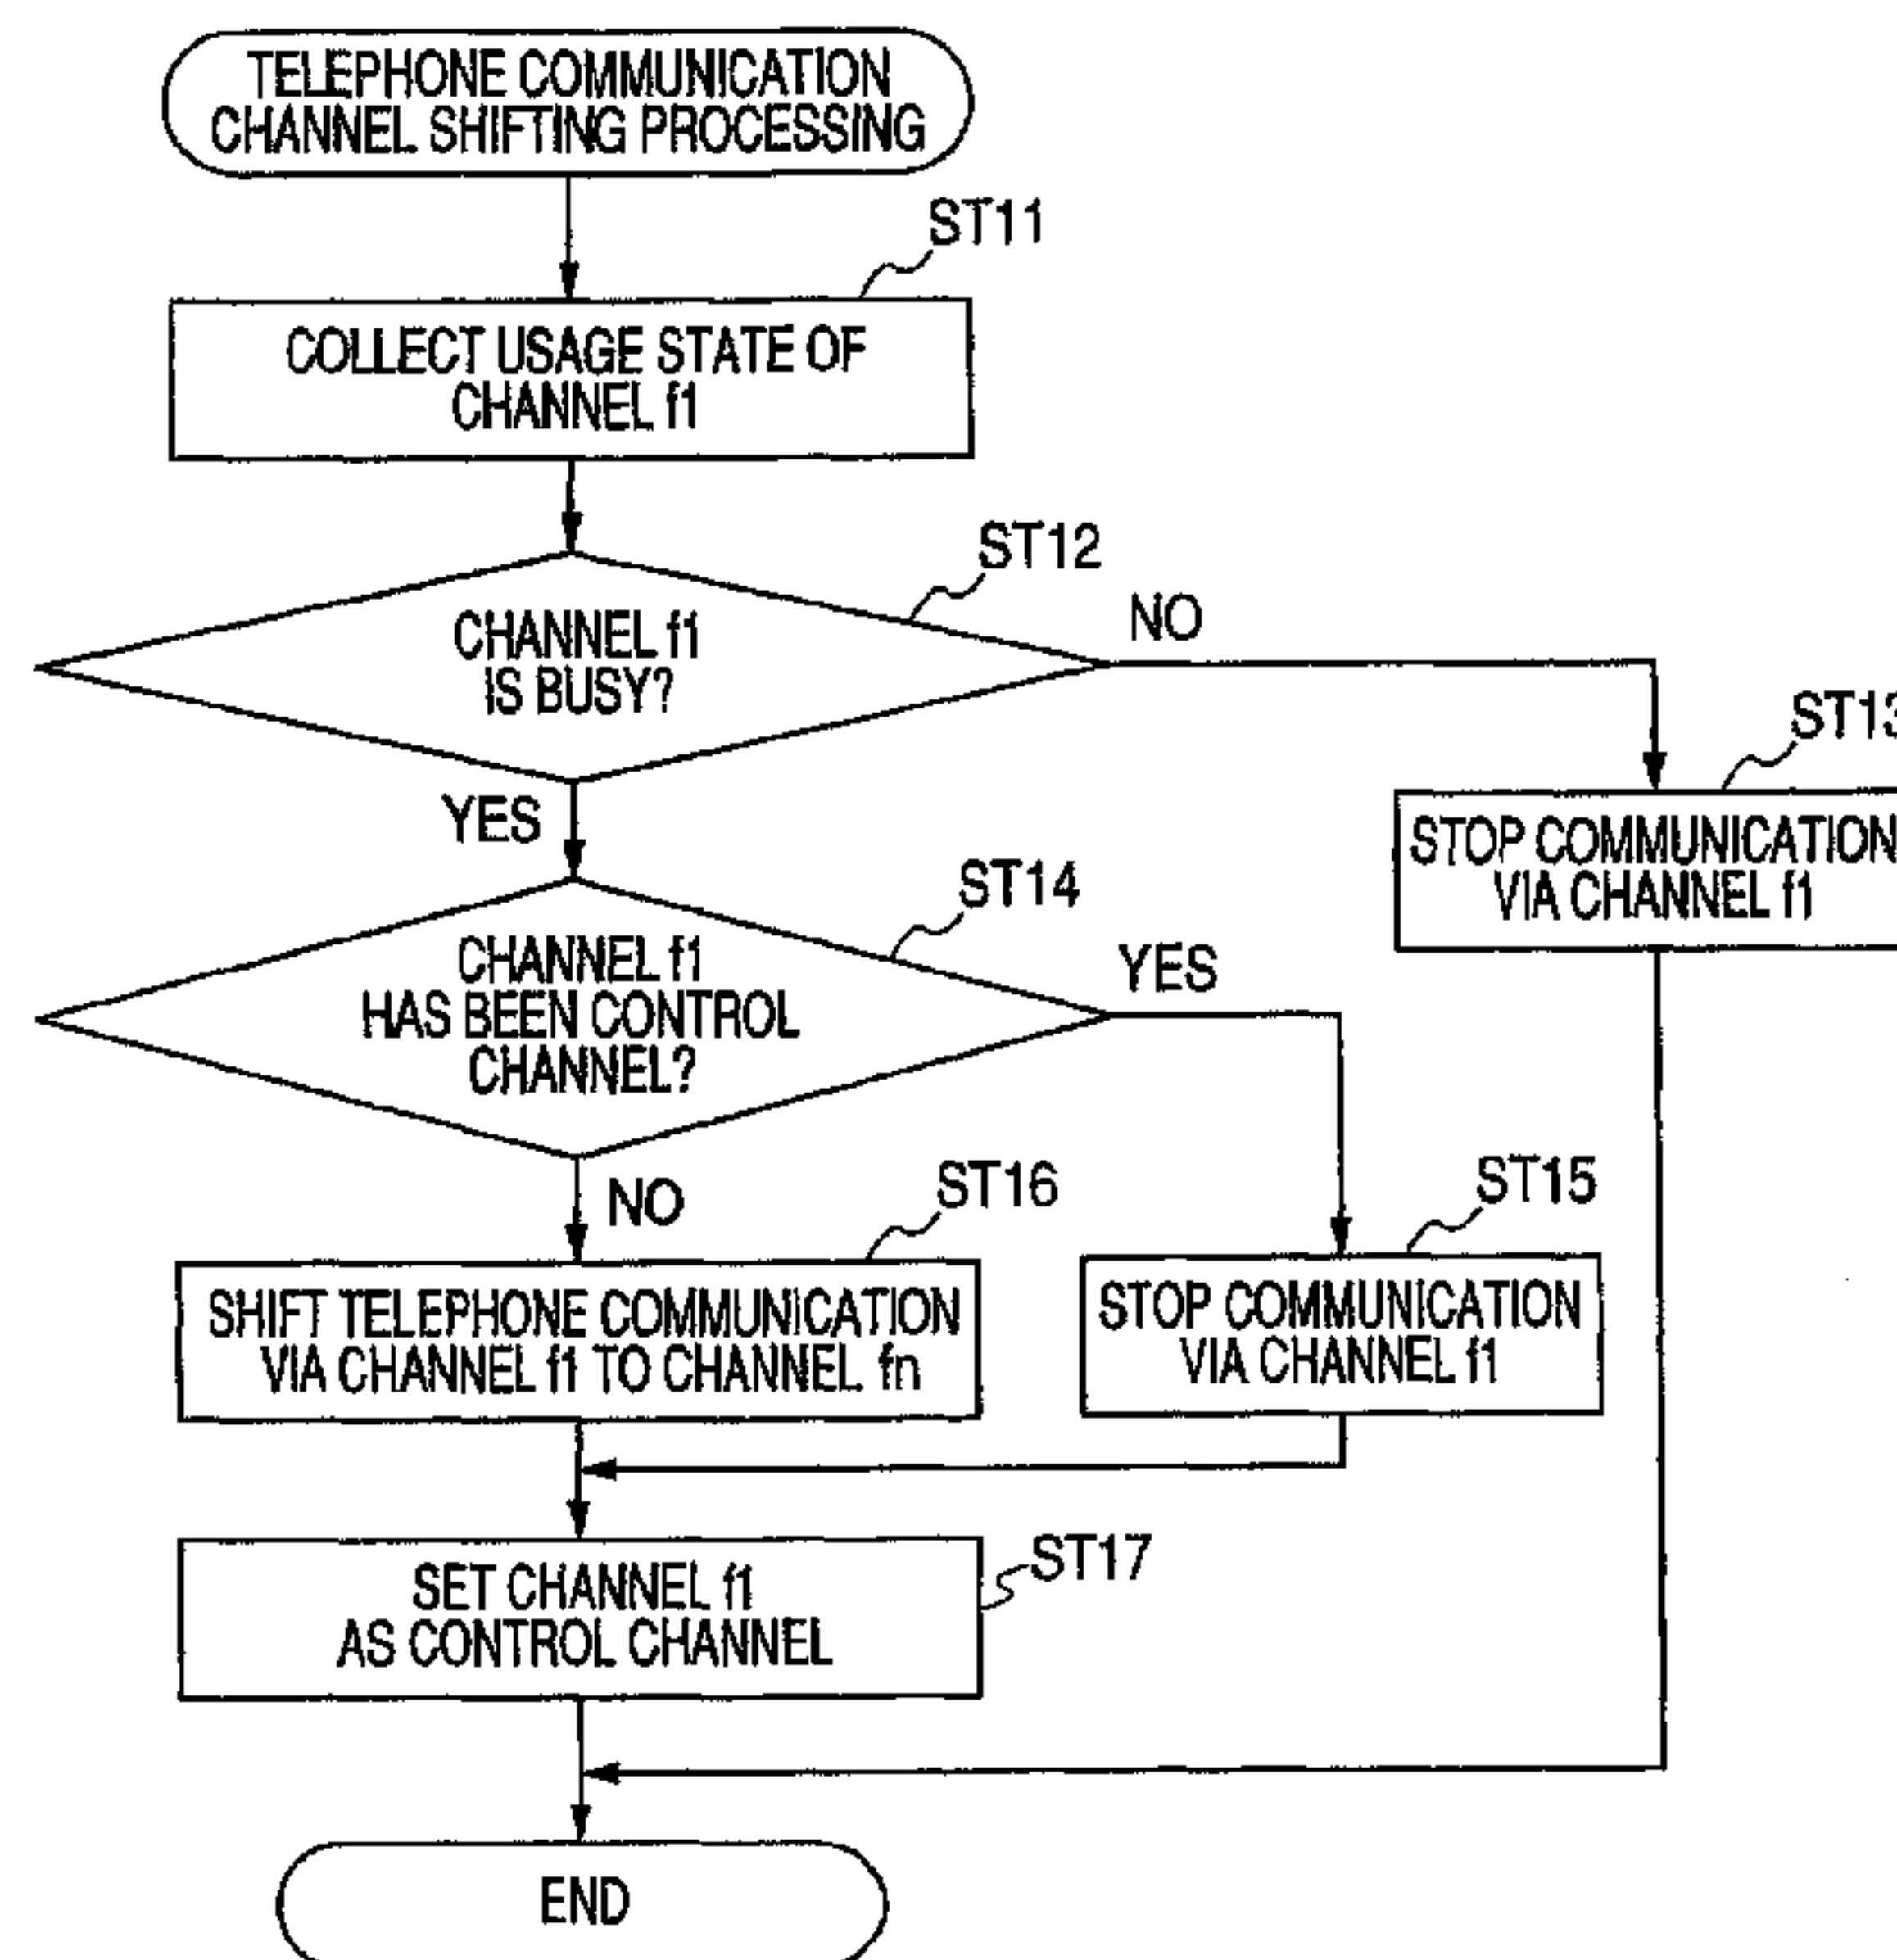 TELEPHONE COMMUNICATION
CHANNEL SHIFTING PROCESSING
ST11
COLLECT USAGE STATE OF
CHANNEL f1
ST12
CHANNEL f1
IS BUSY?
NO
ST13
STOP COMMUNICATION
VIA CHANNEL f1
YES
ST14
CHANNEL f1
HAS BEEN CONTROL
CHANNEL?
YES
NO
ST16
SHIFT TELEPHONE COMMUNICATION
VIA CHANNEL f1 TO CHANNEL fn
ST15
STOP COMMUNICATION
VIA CHANNEL f1
ST17
SET CHANNEL f1
AS CONTROL CHANNEL
END